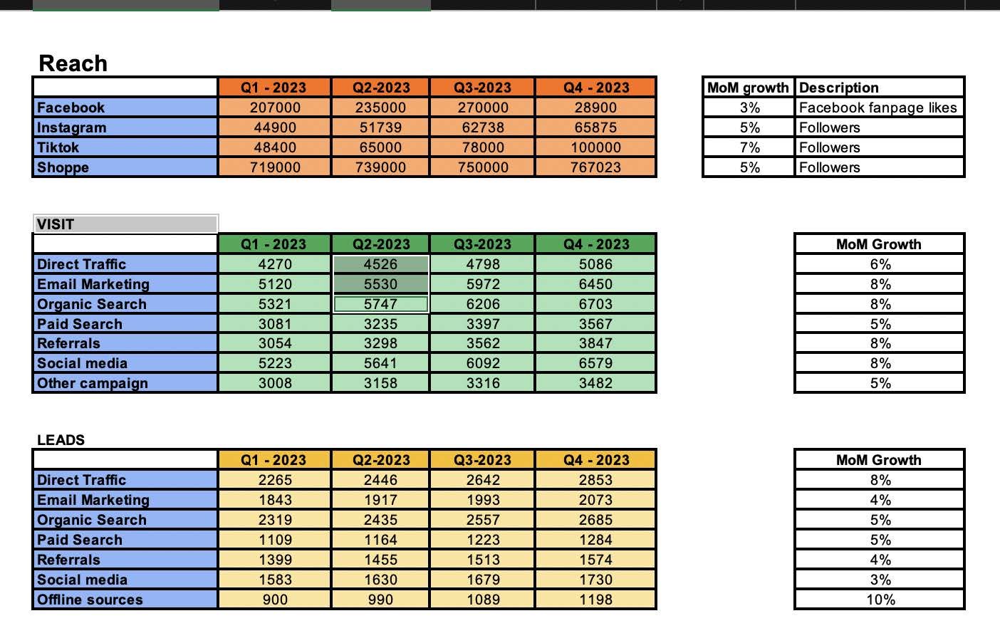 Reach
Q1 - 2023 Q2-2023 Q3-2023 Q4 - 2023 MoM growth Description
Facebook 207000 235000 270000 28900 3% Facebook fanpage likes
Instagram 44900 51739 62738 65875 5% Followers
Tiktok 48400 65000 78000 100000 7% Followers
Shoppe 719000 739000 750000 767023 5% Followers
VISIT
Q1 - 2023 Q2-2023 Q3-2023 Q4 - 2023 MoM Growth
Direct Traffic 4270 4526 4798 5086 6%
Email Marketing 5120 5530 5972 6450 8%
Organic Search 5321 5747 6206 6703 8%
Paid Search 3081 3235 3397 3567 5%
Referrals 3054 3298 3562 3847 8%
Social media 5223 5641 6092 6579 8%
Other campaign 3008 3158 3316 3482 5%
LEADS
Q1 - 2023 Q2-2023 Q3-2023 Q4 - 2023 MoM Growth
Direct Traffic 2265 2446 2642 2853 8%
Email Marketing 1843 1917 1993 2073 4%
Organic Search 2319 2435 2557 2685 5%
Paid Search 1109 1164 1223 1284 5%
Referrals 1399 1455 1513 1574 4%
Social media 1583 1630 1679 1730 3%
Offline sources 900 990 1089 1198 10%